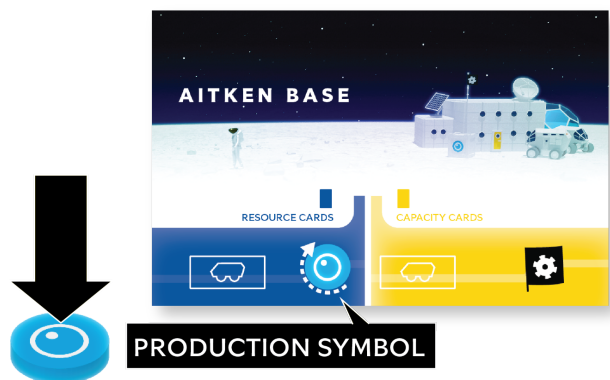 AITKEN BASE
RESOURCE CARDS
CAPACITY CARDS
PRODUCTION SYMBOL